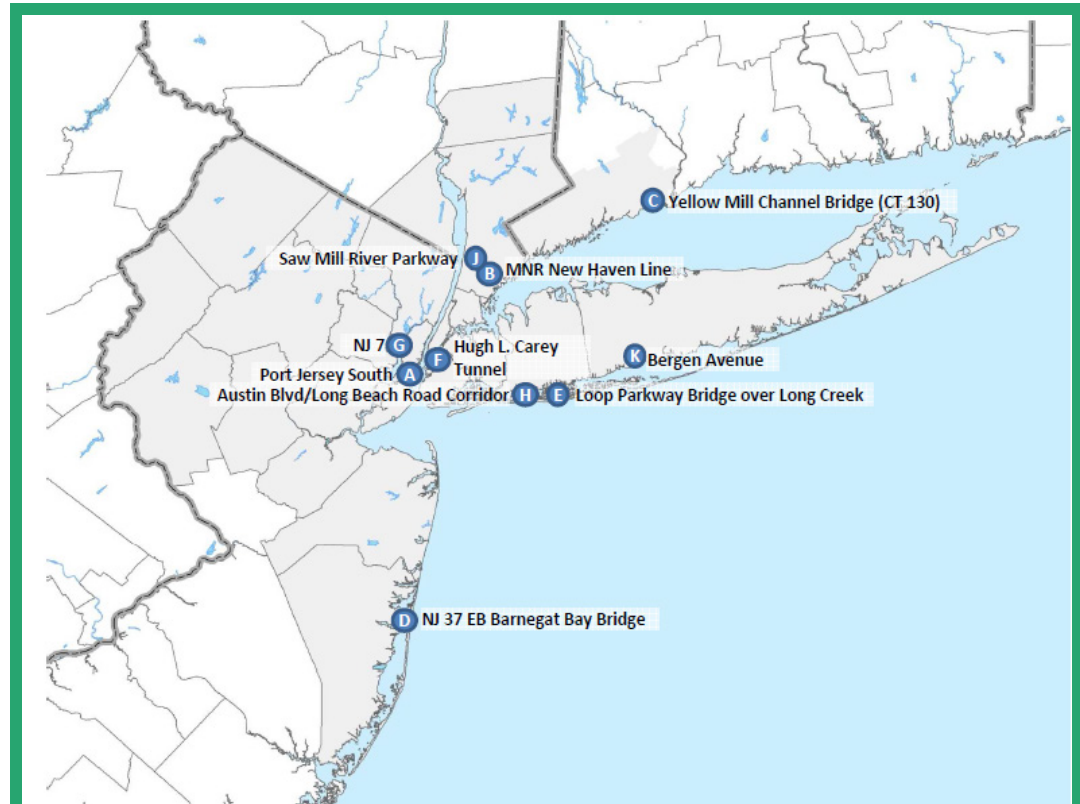 C Yellow Mill Channel Bridge (CT 130)
Saw Mill River Parkway J
B MNR New Haven Line
NJ 7 G
F Hugh L. Carey
Tunnel
K Bergen Avenue
Port Jersey South A
Austin Blvd/Long Beach Road Corridor H
E Loop Parkway Bridge over Long Creek
D NJ 37 EB Barnegat Bay Bridge